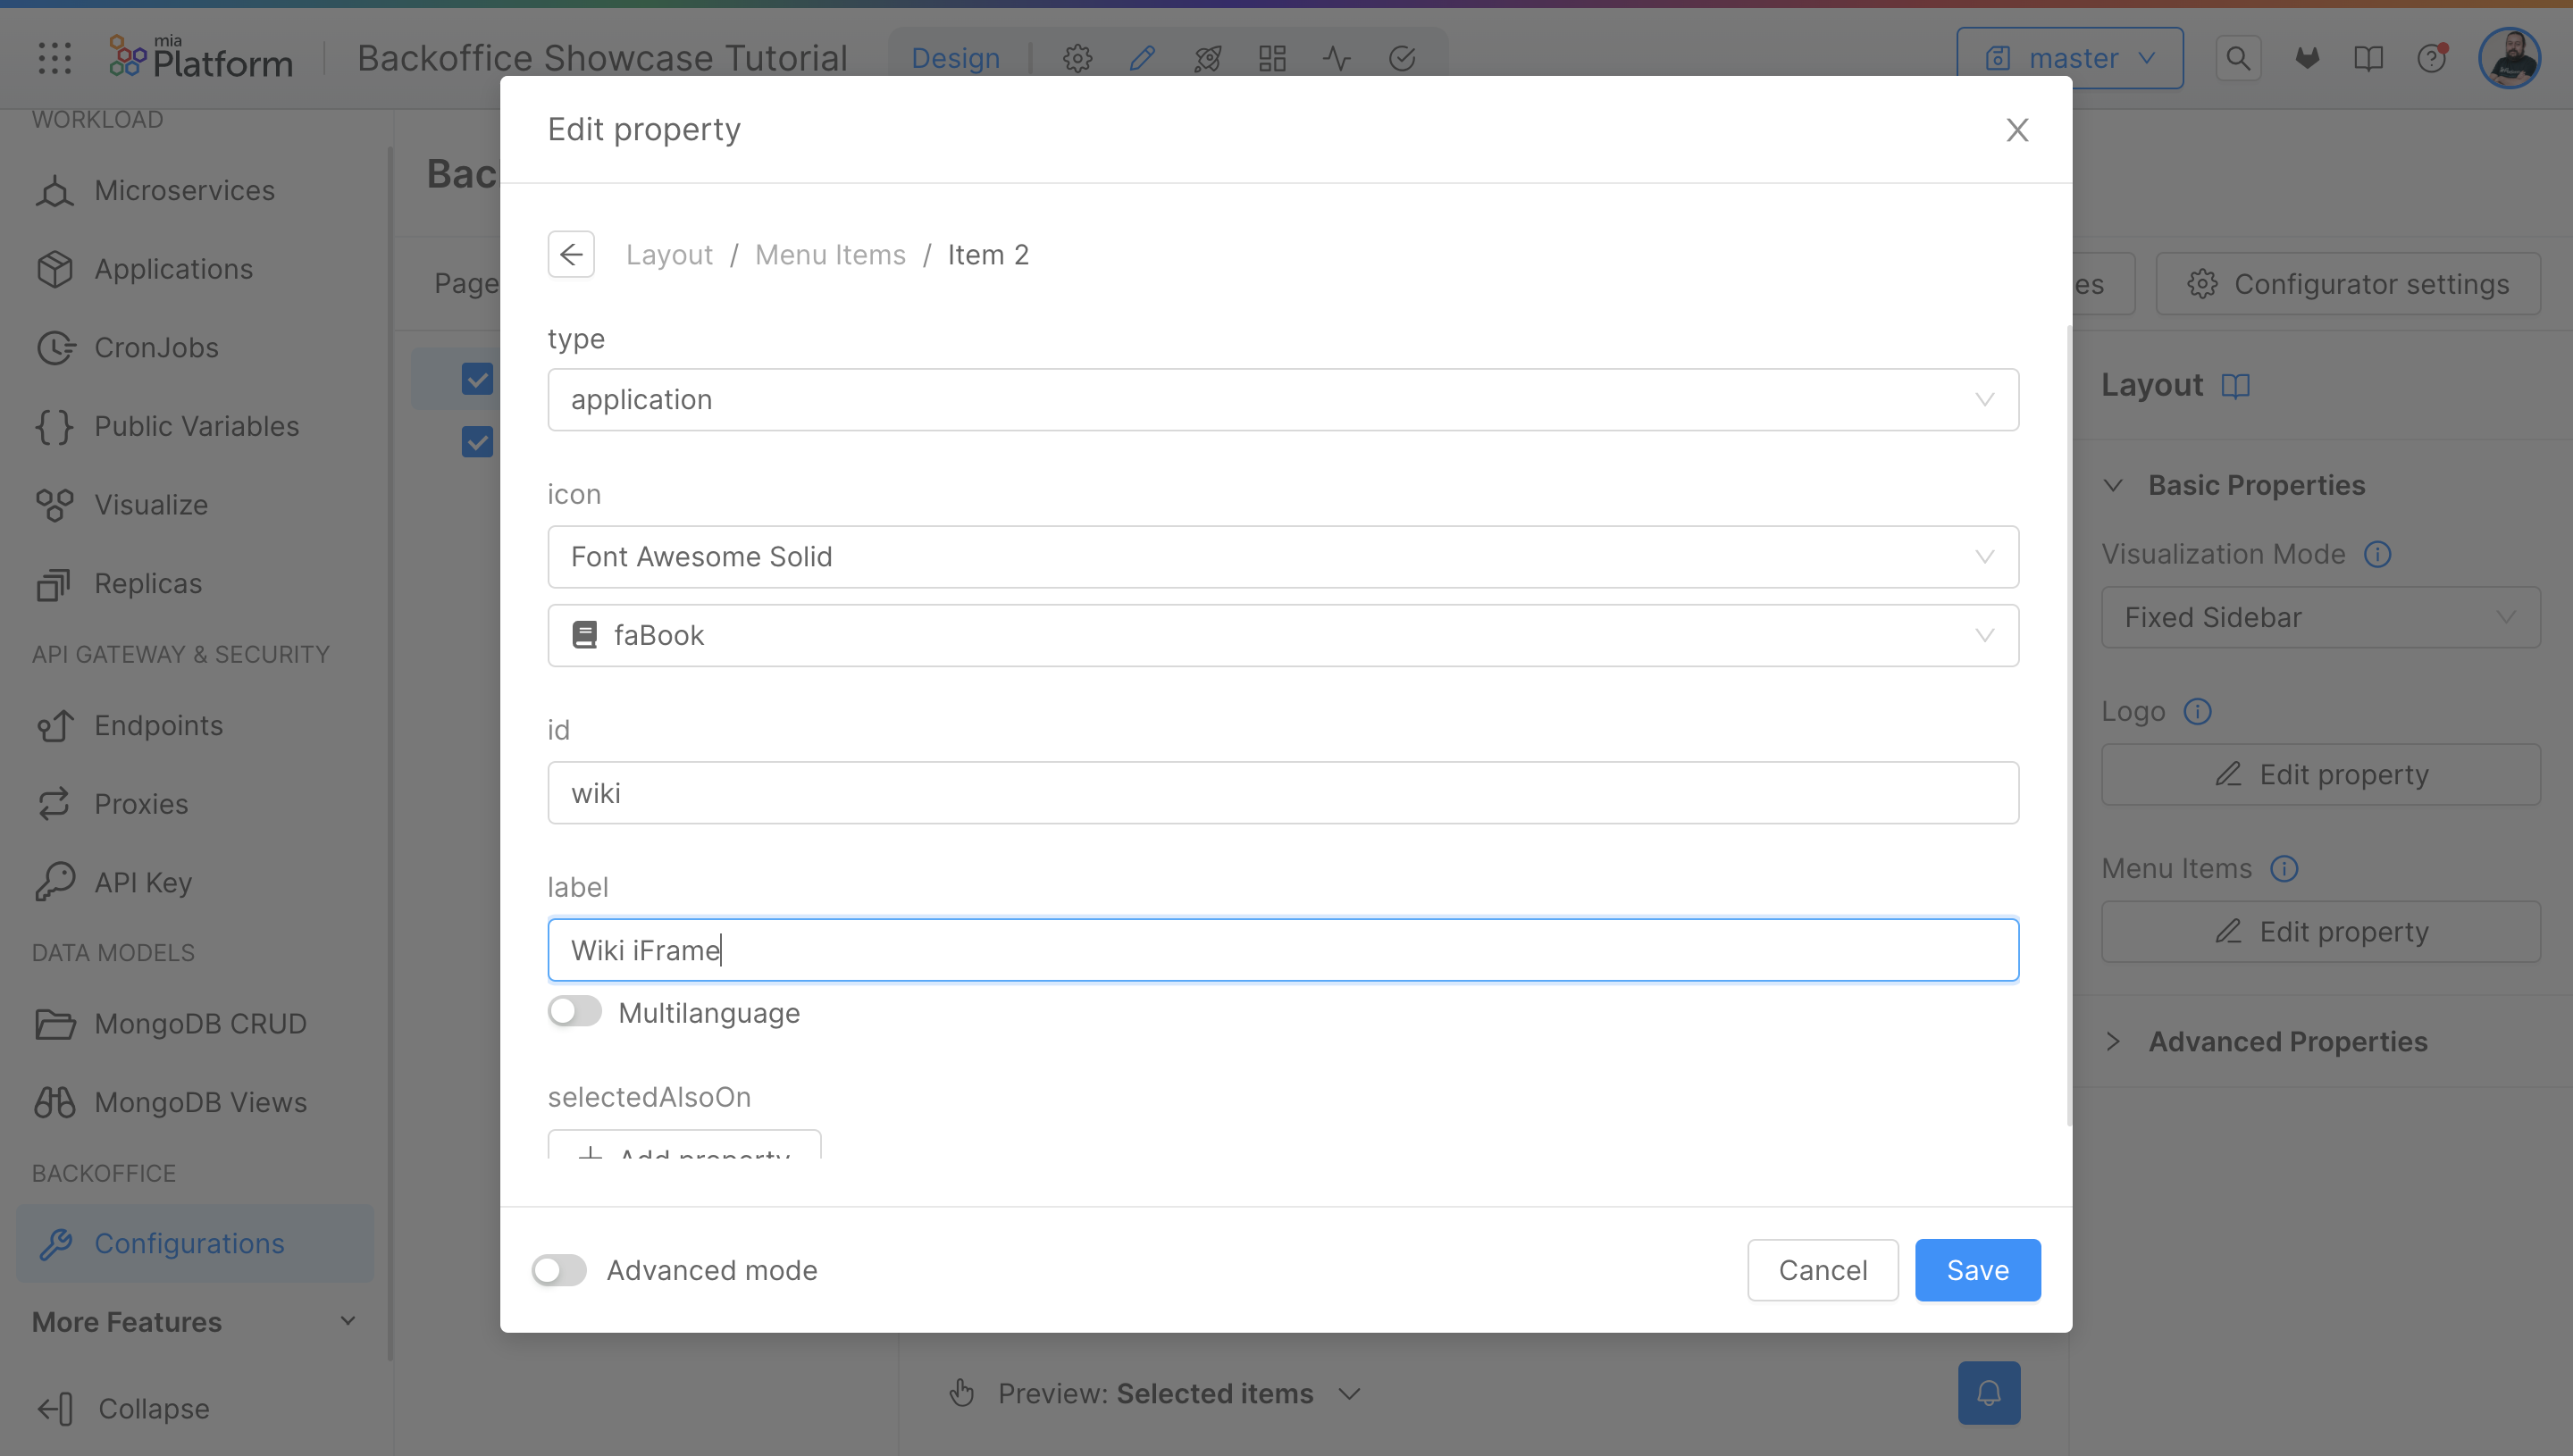 mia
Platform
Backoffice Showcase Tutorial
Design
master
WORKLOAD
Microservices
Applications
CronJobs
Public Variables
Visualize
Replicas
API GATEWAY & SECURITY
Endpoints
Proxies
API Key
DATA MODELS
MongoDB CRUD
MongoDB Views
BACKOFFICE
Configurations
More Features
Collapse
Bac
Page
Edit property
Layout / Menu Items / Item 2
type
application
icon
Font Awesome Solid
faBook
id
wiki
label
Wiki iFrame
Multilanguage
selectedAlsoOn
Add property
Advanced mode
Cancel
Save
Preview: Selected items
es
Configurator settings
Layout
Basic Properties
Visualization Mode
Fixed Sidebar
Logo
Edit property
Menu Items
Edit property
Advanced Properties